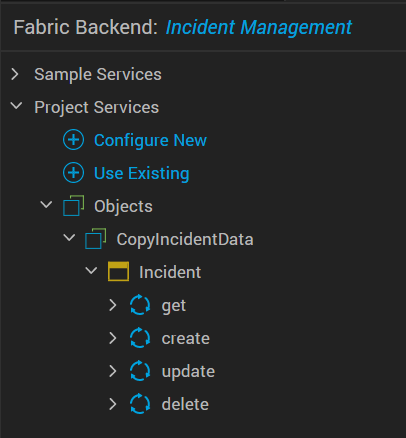 Fabric Backend: Incident Management
Sample Services
Project Services
Configure New
Use Existing
Objects
CopyIncidentData
Incident
get
create
update
delete